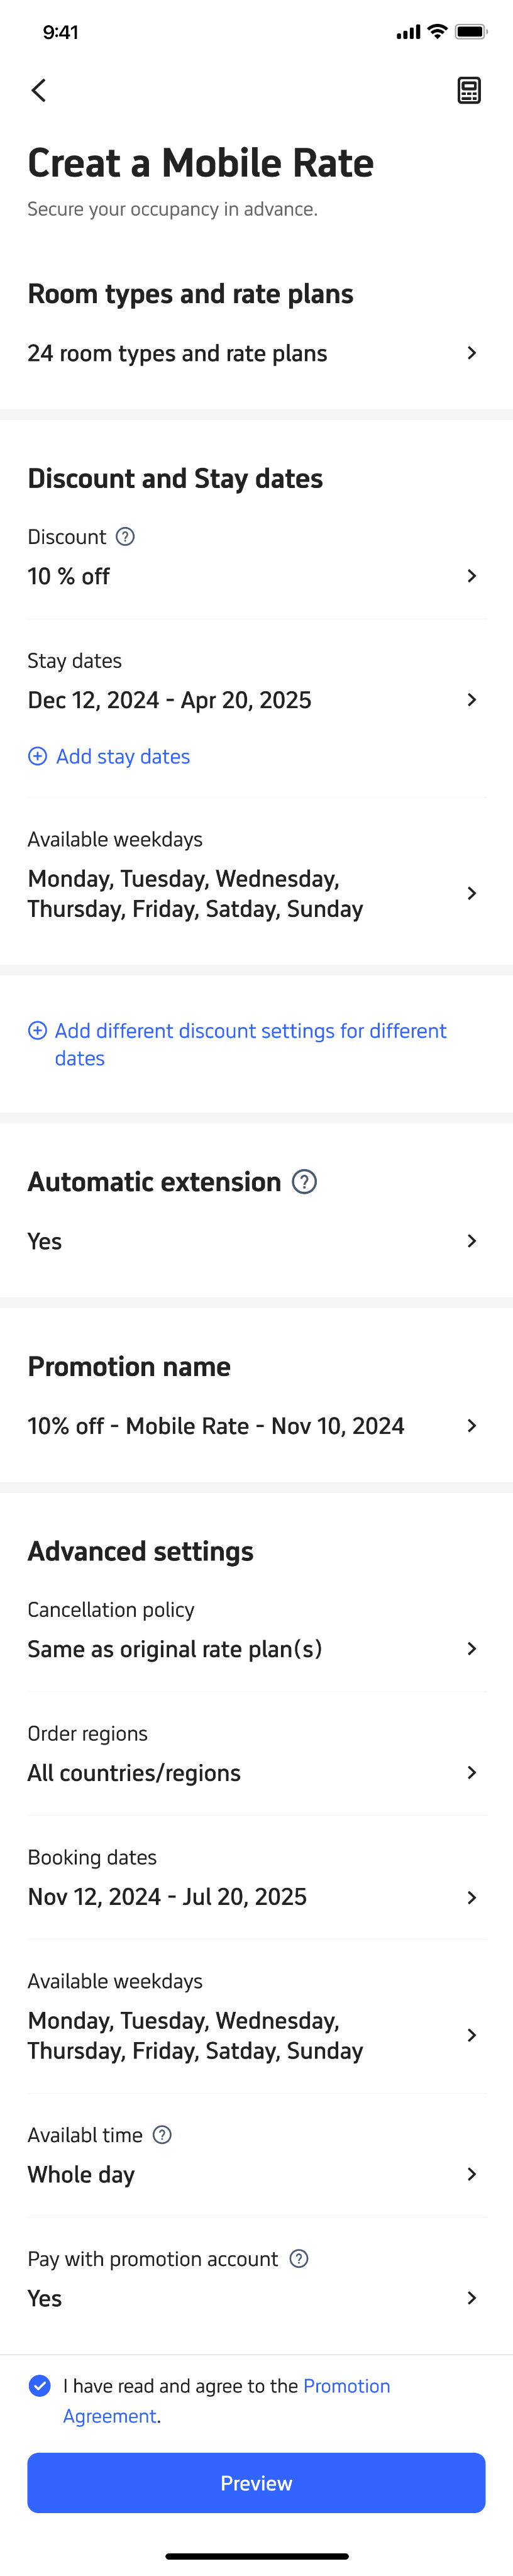 9:41
Creat a Mobile Rate
Secure your occupancy in advance.
Room types and rate plans
24 room types and rate plans
Discount and Stay dates
Discount
10 % off
Stay dates
Dec 12, 2024 - Apr 20, 2025
Add stay dates
Available weekdays
Monday, Tuesday, Wednesday,
Thursday, Friday, Satday, Sunday
Add different discount settings for different
dates
Automatic extension
Yes
Promotion name
10% off - Mobile Rate - Nov 10, 2024
Advanced settings
Cancellation policy
Same as original rate plan(s)
Order regions
All countries/regions
Booking dates
Nov 12, 2024 - Jul 20, 2025
Available weekdays
Monday, Tuesday, Wednesday,
Thursday, Friday, Satday, Sunday
Availabl time
Whole day
Pay with promotion account
Yes
I have read and agree to the Promotion
Agreement.
Preview